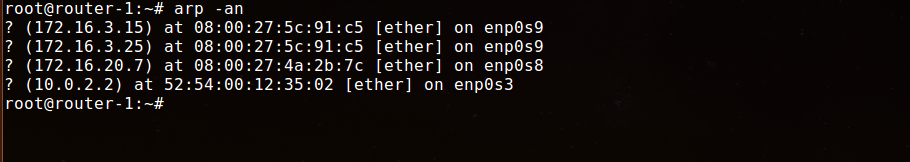 root@router-1:~# arp -an
? (172.16.3.15) at 08:00:27:5c:91:c5 [ether] on enp0s9
? (172.16.3.25) at 08:00:27:5c:91:c5 [ether] on enp0s9
? (172.16.20.7) at 08:00:27:4a:2b:7c [ether] on enp0s8
? (10.0.2.2) at 52:54:00:12:35:02 [ether] on enp0s3
root@router-1:~#